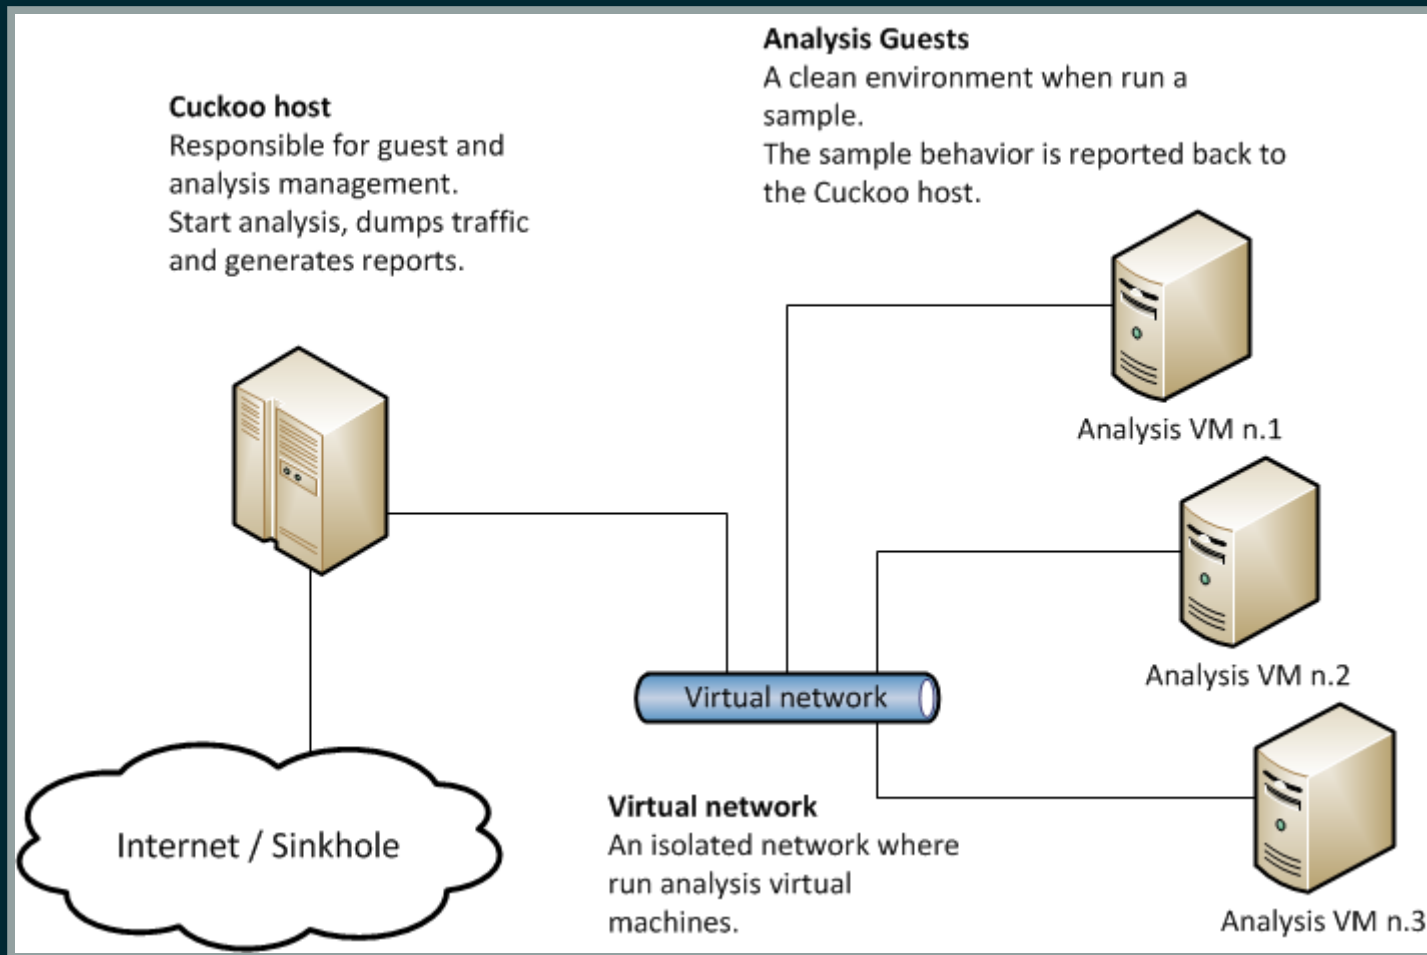 Cuckoo host
Responsible for guest and
analysis management.
Start analysis, dumps traffic
and generates reports.
Analysis Guests
A clean environment when run a
sample.
The sample behavior is reported back to
the Cuckoo host.
Analysis VM n.1
Analysis VM n.2
Virtual network
Analysis VM n.3
Virtual network
An isolated network where
run analysis virtual
machines.
Internet / Sinkhole